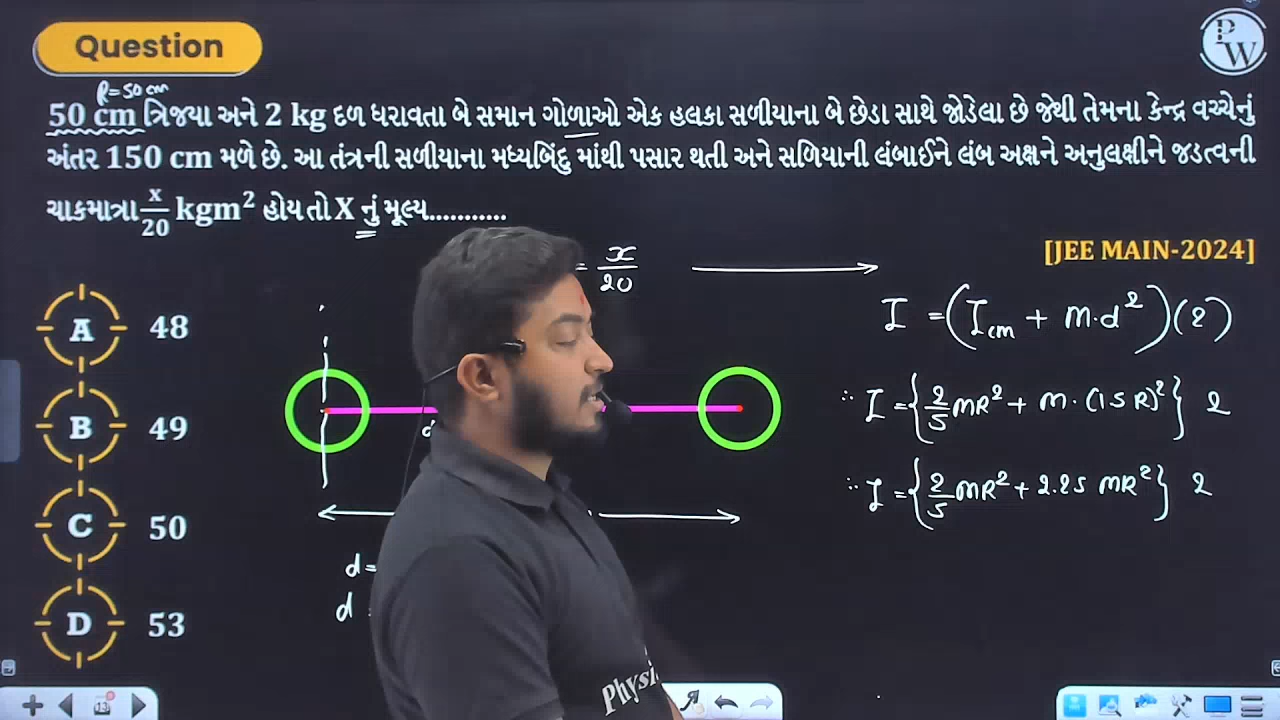 Question
PW
R=50 cm
50 cm ત્રિજ્યા અને 2 kg દળ ધરાવતા બે સમાન ગોળાઓ એક હલકા સળીયાના બે છેડા સાથે જોડેલા છે જેથી તેમના કેન્દ્ર વચ્ચેનું
અંતર 150 cm મળે છે. આ તંત્રની સળીયાના મધ્યબિંદુ માંથી પસાર થતી અને સળિયાની લંબાઈને લંબ અક્ષને અનુલક્ષીને જડત્વની
ચાકમાત્રા x/20 kgm² હોય તો X નું મૂલ્ય............
[JEE MAIN-2024]
= x/20
A 48
B 49
C 50
D 53
d
d =
d
I = (Icm + m.d²)(2)
∴ I = {2/5 MR² + M.(1.5R)²} 2
∴ I = {2/5 MR² + 2.25 MR²} 2
Physi
13